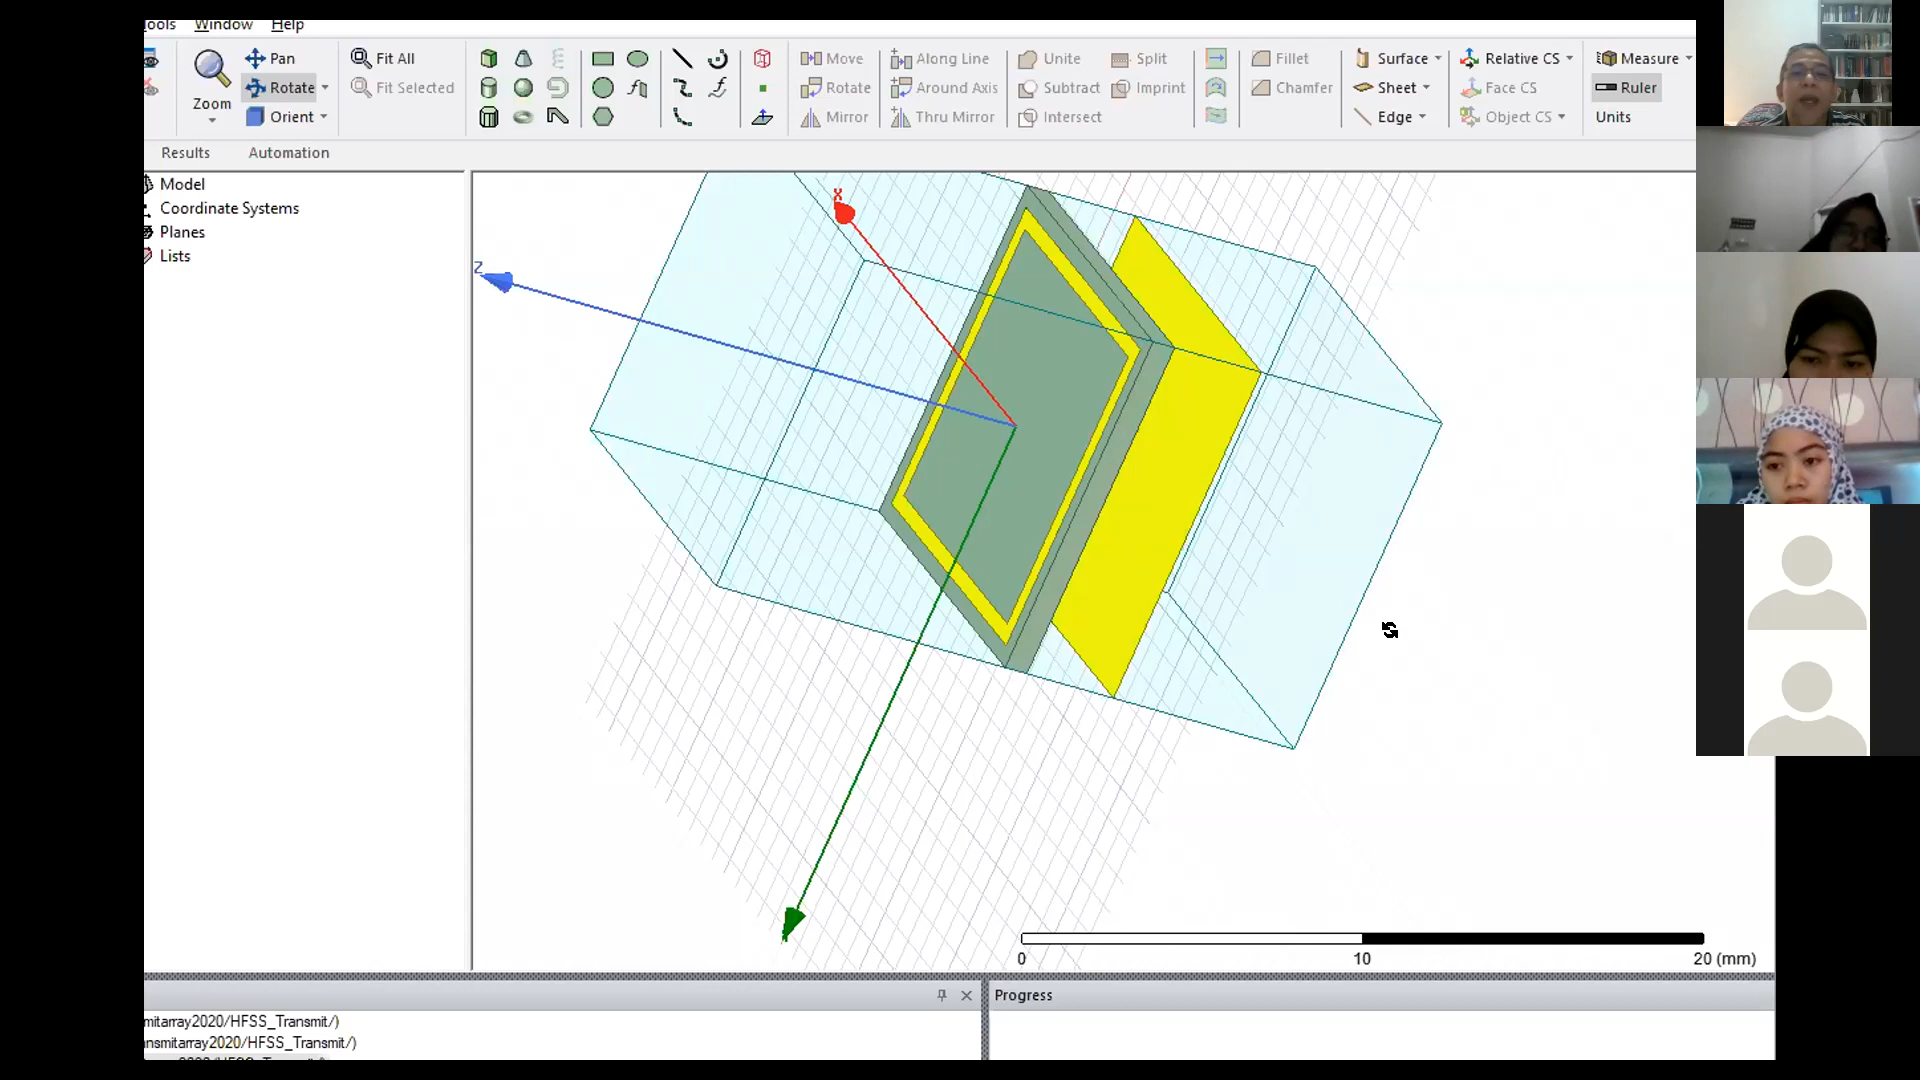 Tools Window Help
Zoom
Pan
Rotate
Orient
Fit All
Fit Selected
Move
Rotate
Mirror
Along Line
Around Axis
Thru Mirror
Unite
Subtract
Intersect
Split
Imprint
Fillet
Chamfer
Surface
Sheet
Edge
Relative CS
Face CS
Object CS
Measure
Ruler
Units
Results Automation
Model
Coordinate Systems
Planes
Lists
X
Z
0 10 20 (mm)
Progress
mitarray2020/HFSS_Transmit/)
ansmitarray2020/HFSS_Transmit/)